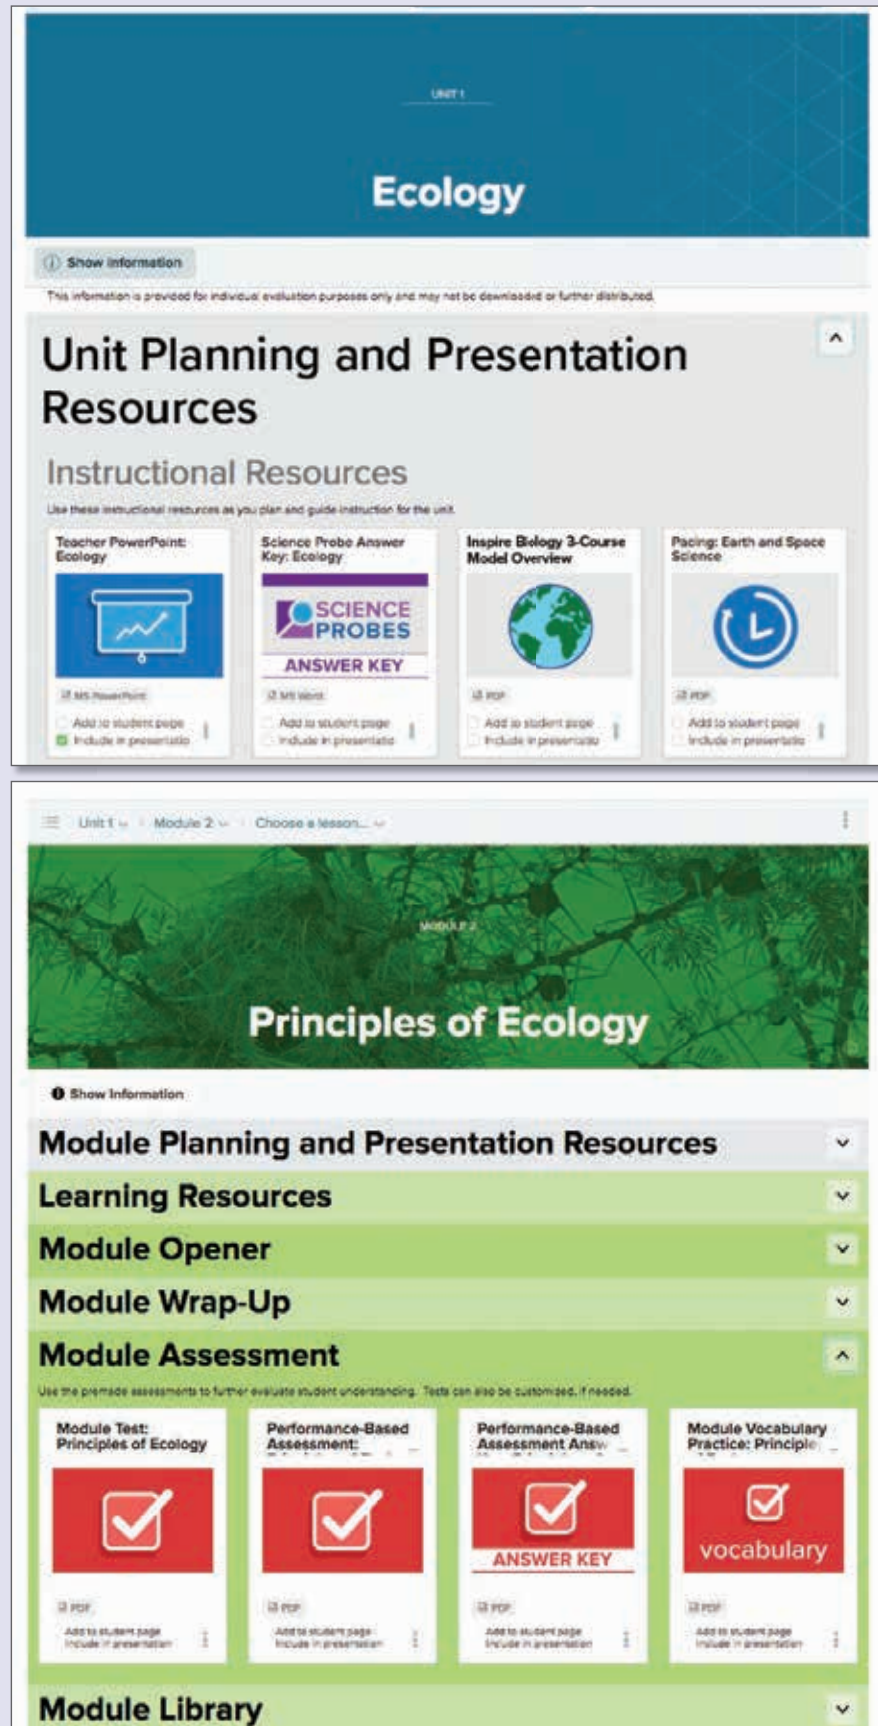 UNIT 1
Ecology
Show Information
This information is provided for individual evaluation purposes only and may not be downloaded or further distributed.
Unit Planning and Presentation
Resources
Instructional Resources
Use these instructional resources as you plan and guide instruction for the unit.
Teacher PowerPoint:
Ecology
MS PowerPoint
Add to student page
Include in presentatio
Science Probe Answer
Key: Ecology
SCIENCE
PROBES
ANSWER KEY
MS Word
Add to student page
Include in presentatio
Inspire Biology 3-Course
Model Overview
PDF
Add to student page
Include in presentatio
Pacing: Earth and Space
Science
PDF
Add to student page
Include in presentatio
Unit 1 Module 2 Choose a lesson...
MODULE 2
Principles of Ecology
Show Information
Module Planning and Presentation Resources
Learning Resources
Module Opener
Module Wrap-Up
Module Assessment
Use the premade assessments to further evaluate student understanding. Tests can also be customized, if needed.
Module Test:
Principles of Ecology
PDF
Add to student page
Include in presentation
Performance-Based
Assessment:
PDF
Add to student page
Include in presentation
Performance-Based
Assessment Answ
ANSWER KEY
PDF
Add to student page
Include in presentation
Module Vocabulary
Practice: Principle
vocabulary
PDF
Add to student page
Include in presentation
Module Library